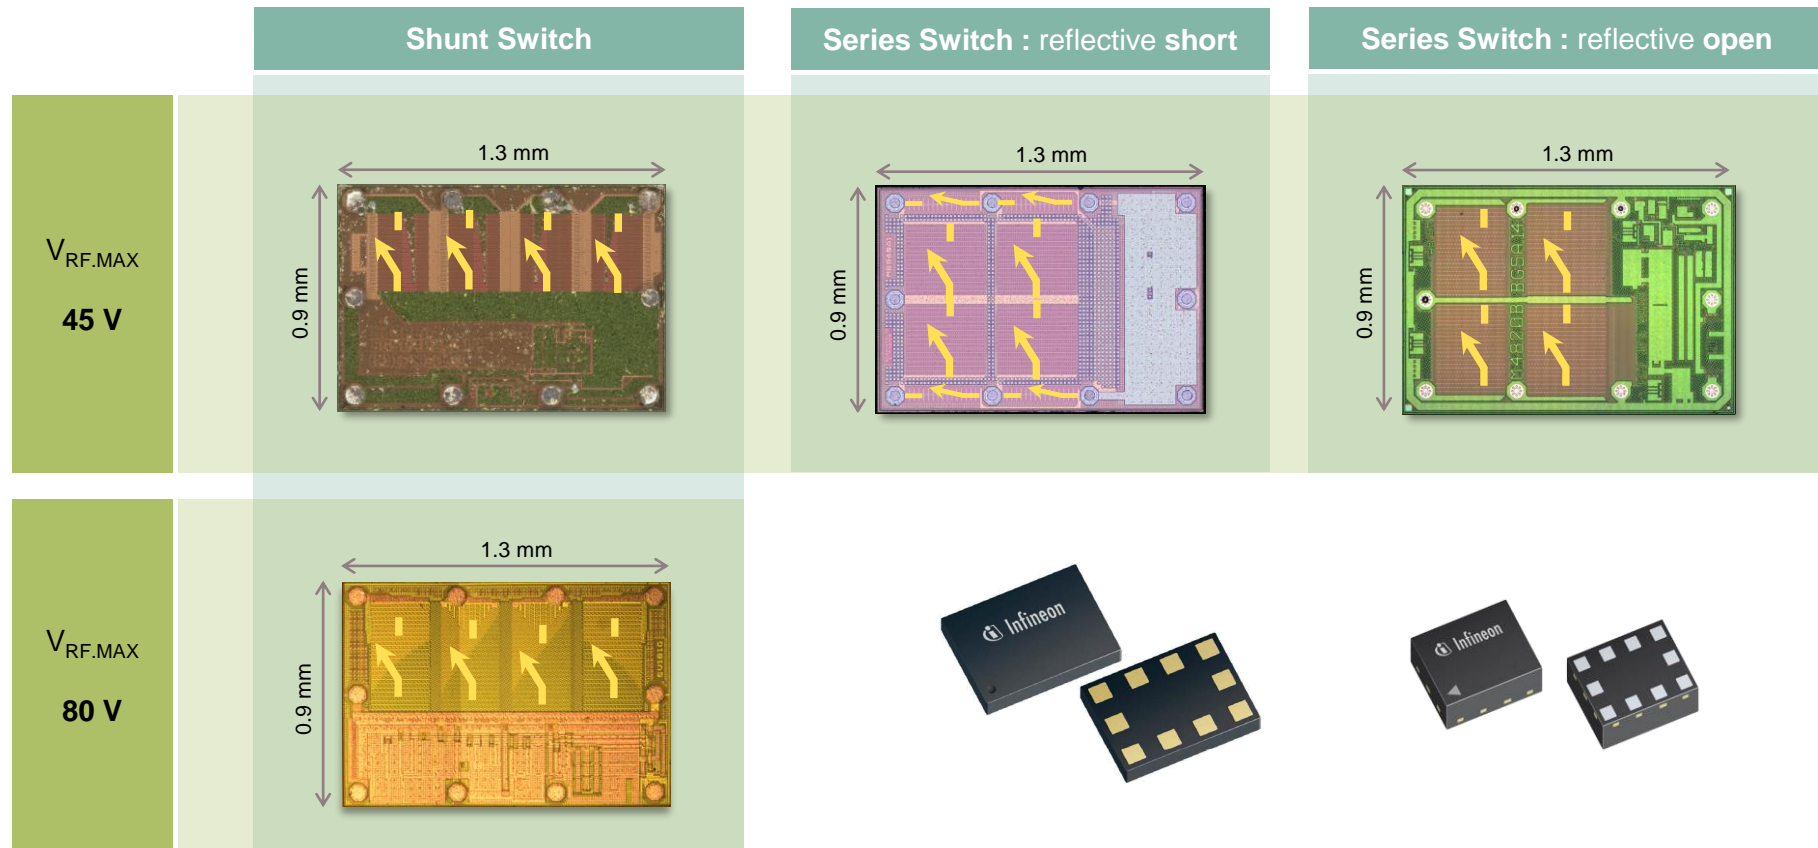 Shunt Switch
Series Switch : reflective short
Series Switch : reflective open
V_RF.MAX
45 V
1.3 mm
0.9 mm
1.3 mm
0.9 mm
1.3 mm
0.9 mm
V_RF.MAX
80 V
1.3 mm
0.9 mm
Infineon
Infineon